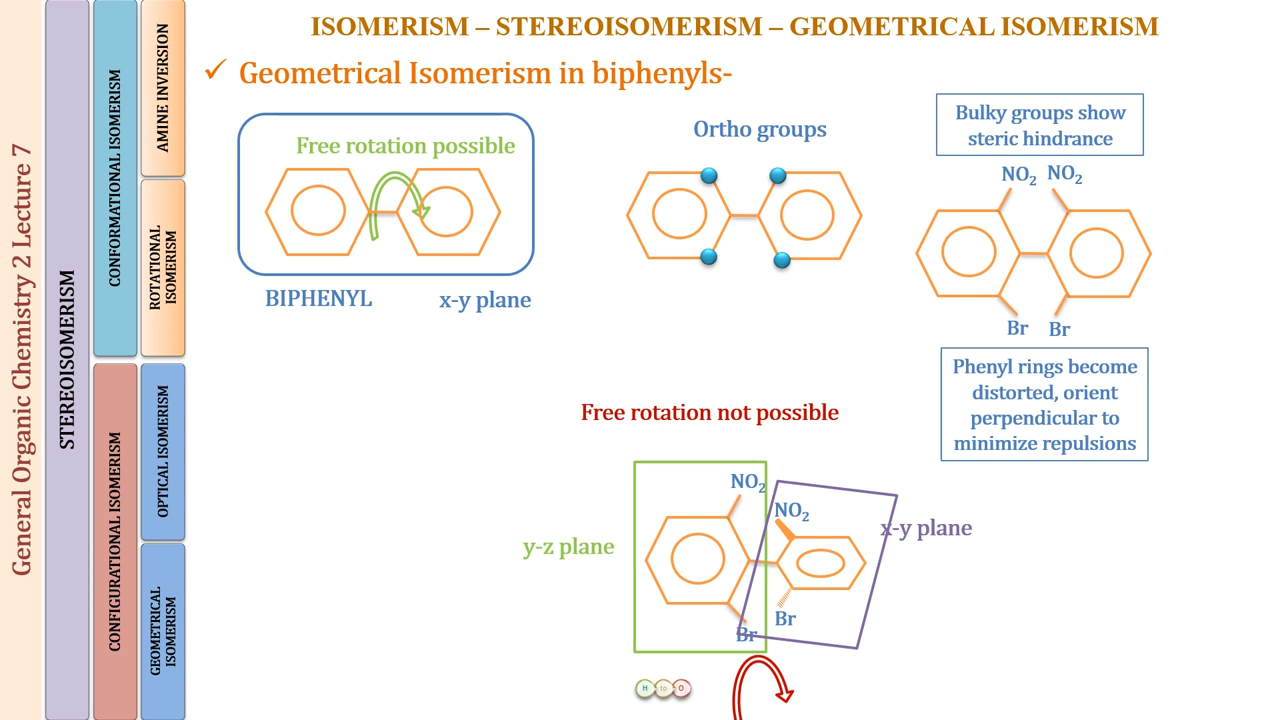 General Organic Chemistry 2 Lecture 7
STEREOISOMERISM
CONFORMATIONAL ISOMERISM
CONFIGURATIONAL ISOMERISM
AMINE INVERSION
ROTATIONAL
ISOMERISM
OPTICAL ISOMERISM
GEOMETRICAL
ISOMERISM
ISOMERISM – STEREOISOMERISM – GEOMETRICAL ISOMERISM
✓ Geometrical Isomerism in biphenyls-
Free rotation possible
BIPHENYL
x-y plane
Ortho groups
Bulky groups show
steric hindrance
NO₂ NO₂
Br Br
Phenyl rings become
distorted, orient
perpendicular to
minimize repulsions
Free rotation not possible
NO₂
NO₂
y-z plane
x-y plane
Br
Br
H to O